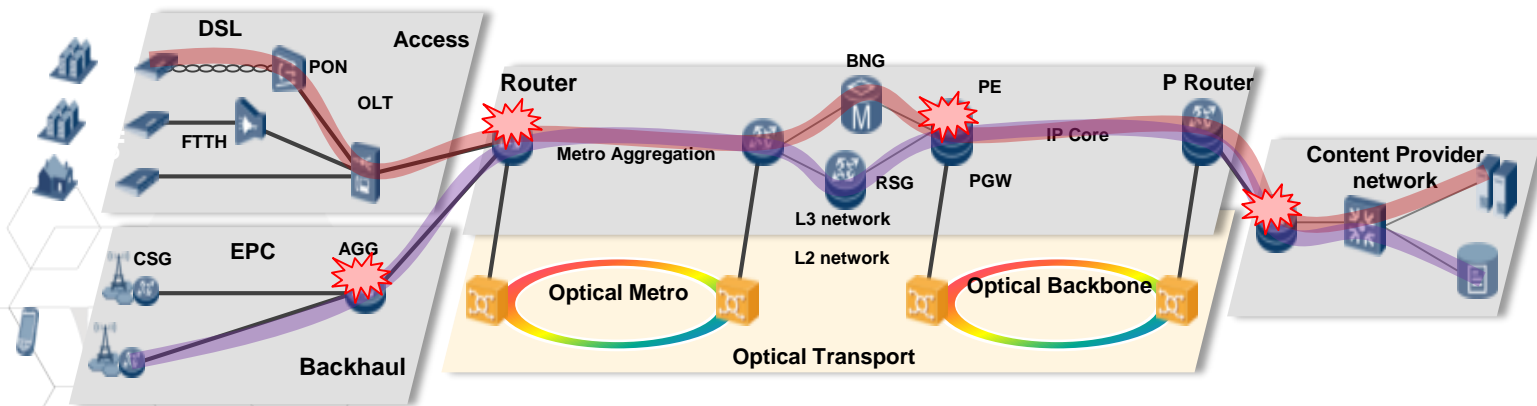 DSL
Access
PON
OLT
FTTH
EPC
CSG
AGG
Backhaul
Router
Metro Aggregation
BNG
M
RSG
PE
PGW
IP Core
P Router
L3 network
L2 network
Optical Metro
Optical Backbone
Optical Transport
Content Provider
network